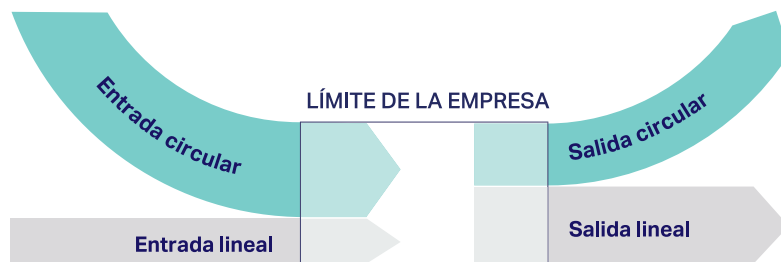 Entrada circular
LÍMITE DE LA EMPRESA
Salida circular
Entrada lineal
Salida lineal